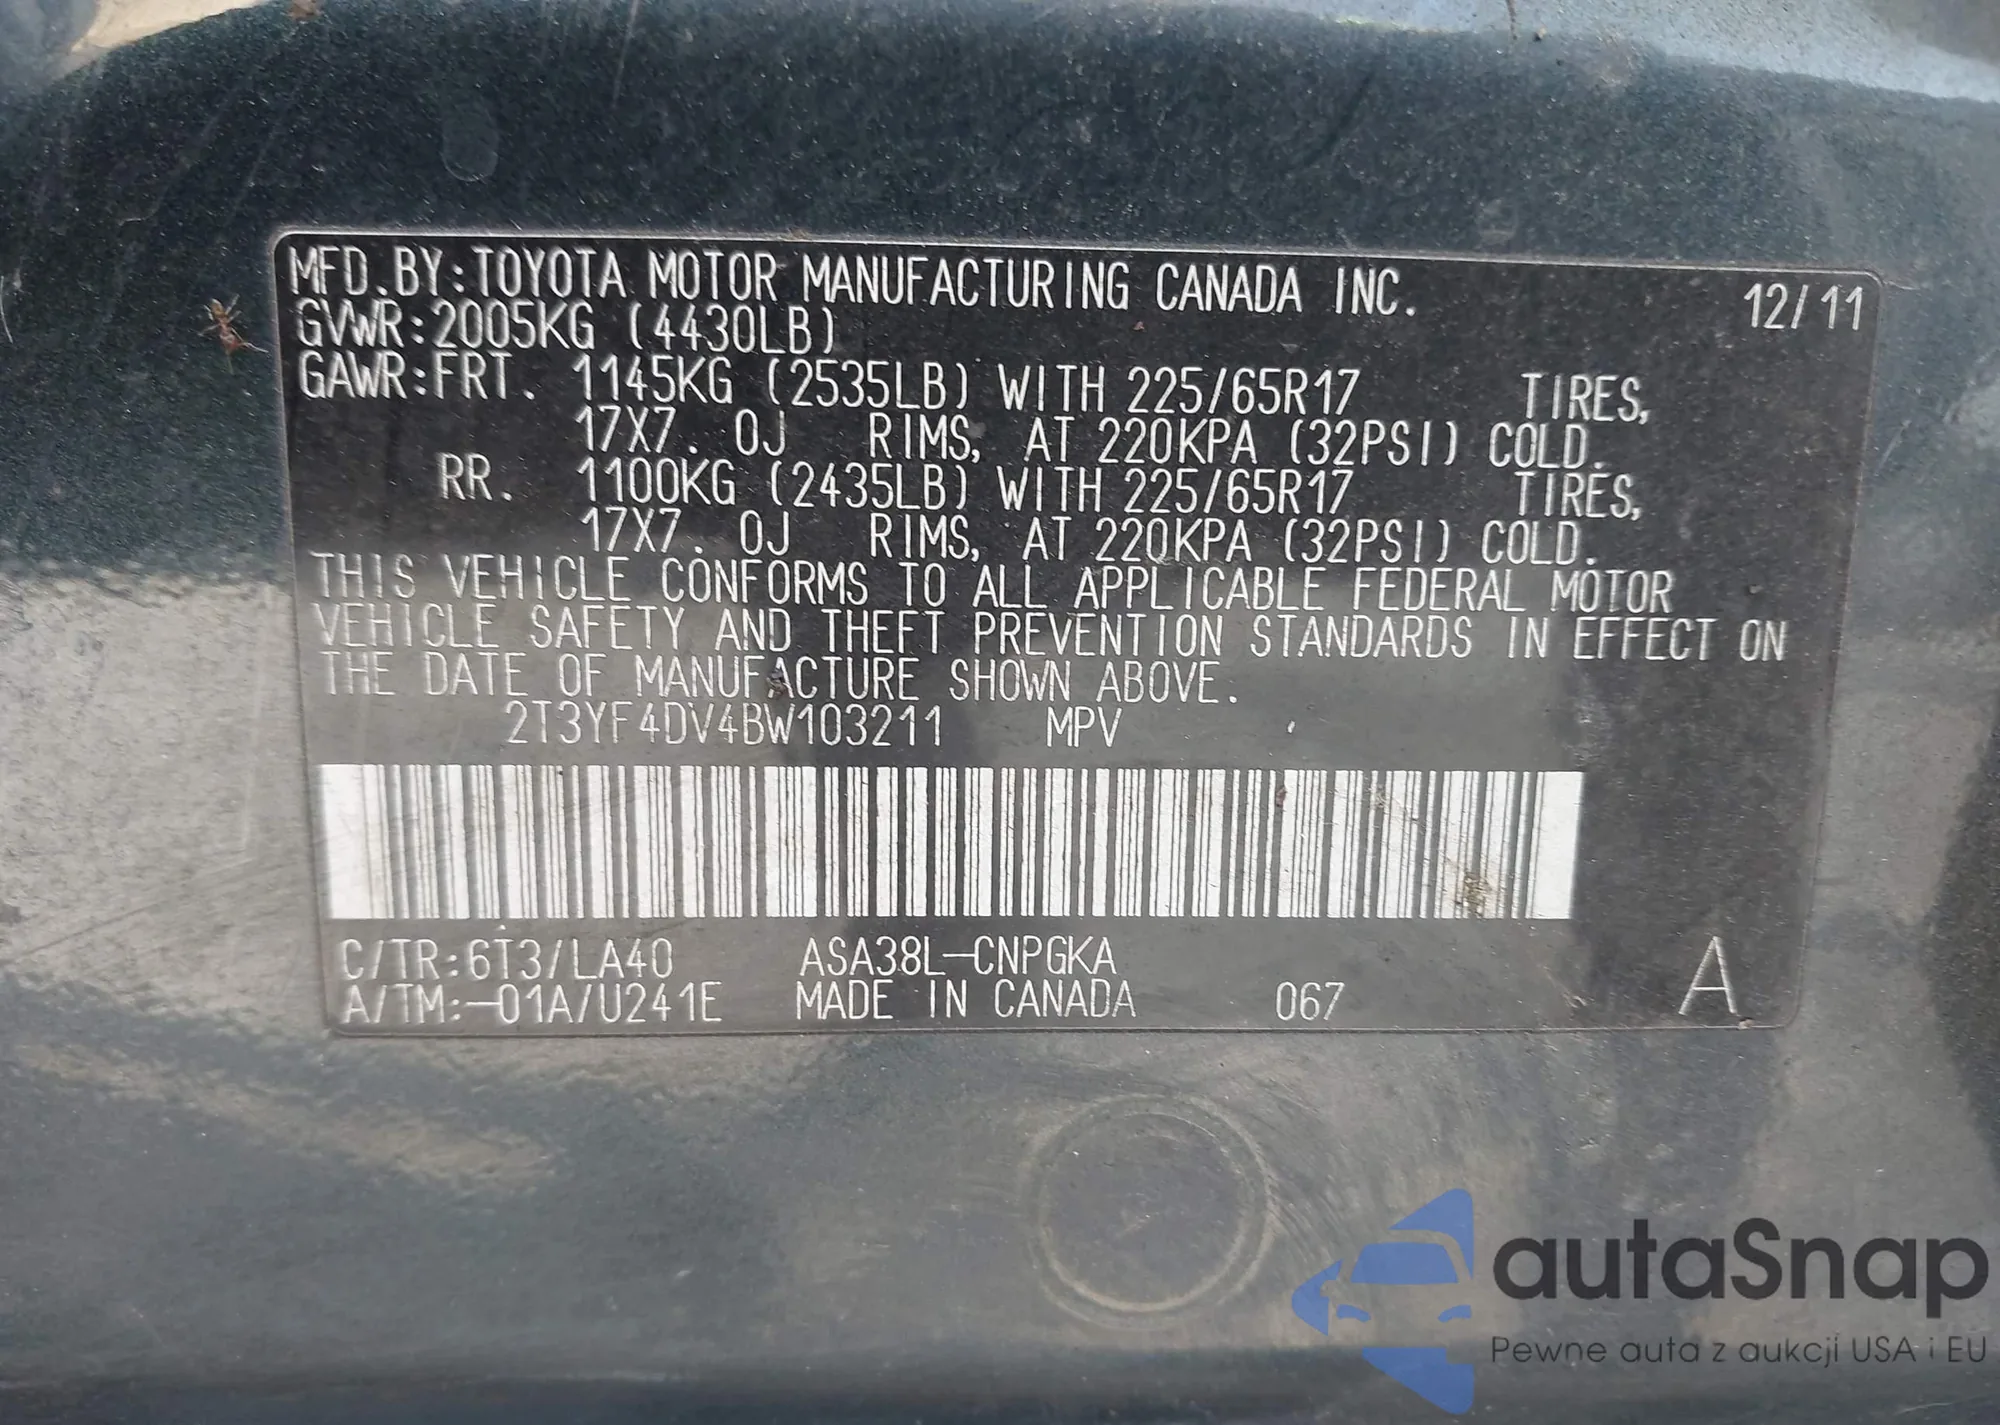 MFD.BY:TOYOTA MOTOR MANUFACTURING CANADA INC. 12/11
GVWR:2005KG (4430LB)
GAWR:FRT. 1145KG (2535LB) WITH 225/65R17 TIRES,
17X7. 0J RIMS, AT 220KPA (32PSI) COLD.
RR. 1100KG (2435LB) WITH 225/65R17 TIRES,
17X7. 0J RIMS, AT 220KPA (32PSI) COLD.
THIS VEHICLE CONFORMS TO ALL APPLICABLE FEDERAL MOTOR
VEHICLE SAFETY AND THEFT PREVENTION STANDARDS IN EFFECT ON
THE DATE OF MANUFACTURE SHOWN ABOVE.
2T3YF4DV4BW103211 MPV
C/TR:6T3/LA40 ASA38L-CNPGKA
A/TM:-01A/U241E MADE IN CANADA 067 A
autaSnap
Pewne auta z aukcji USA i EU